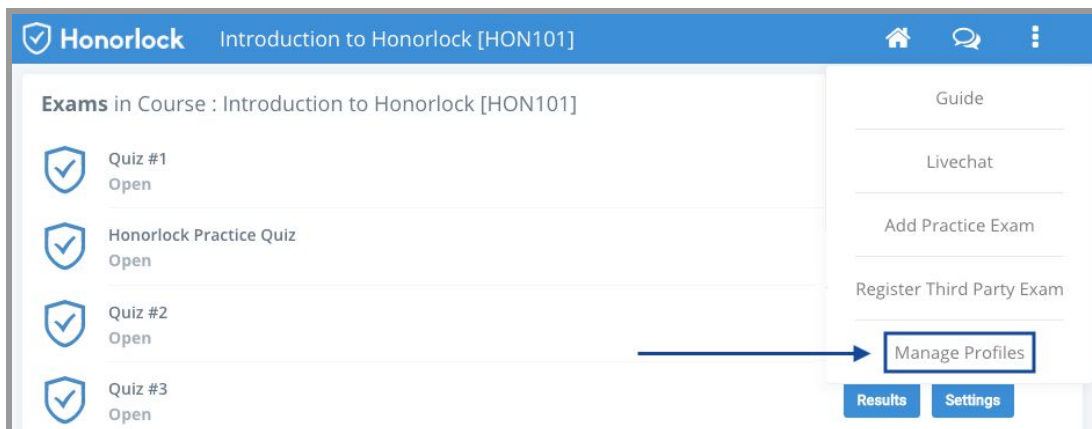 Honorlock Introduction to Honorlock [HON101]
Exams in Course : Introduction to Honorlock [HON101]
Quiz #1
Open
Honorlock Practice Quiz
Open
Quiz #2
Open
Quiz #3
Open
Guide
Livechat
Add Practice Exam
Register Third Party Exam
Manage Profiles
Results Settings